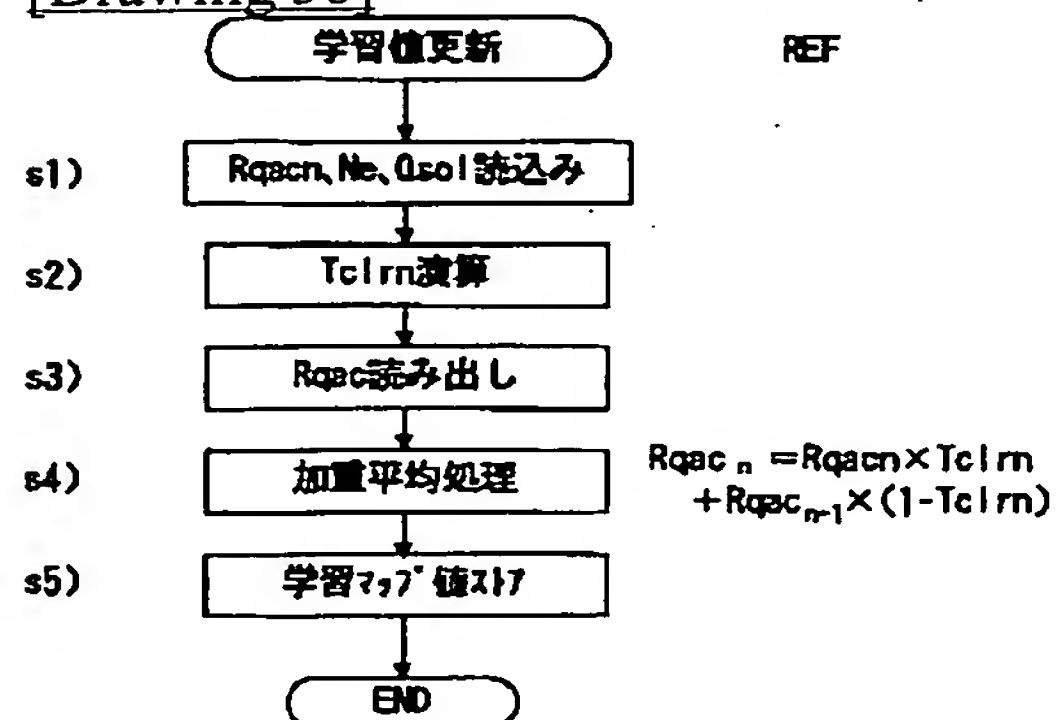 [Drawing
学習値更新 REF
s1) Rqacn、Ne、Qsol読込み
s2) Tclrn演算
s3) Rqac読み出し
s4) 加重平均処理 Rqac n =Rqacn×Tclrn
+Rqac n-1×(1-Tclrn)
s5) 学習マップ値ストア
END